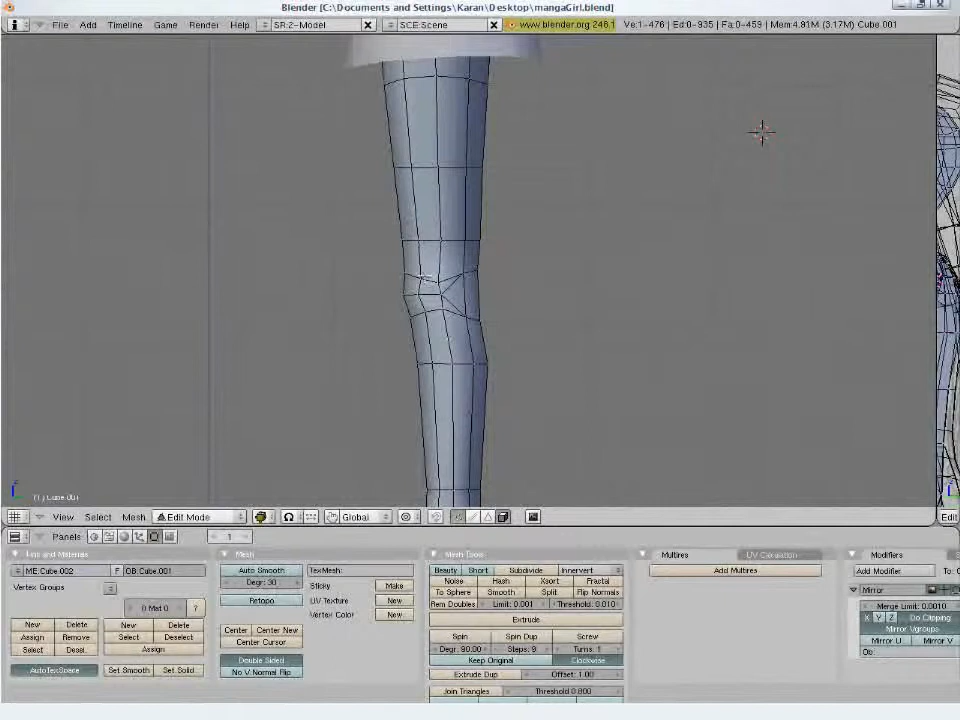 Blender [C:\Documents and Settings\Karan\Desktop\mangaGirl.blend]
File Add Timeline Game Render Help SR:2-Model SCE:Scene www.blender.org 248.1 Ve:1-476 | Ed:0-935 | Fa:0-459 | Mem:4.91M (3.17M) Cube.001
(1) Cube.001
View Select Mesh Edit Mode Global Edit
Panels 1
Link and Materials Mesh Mesh Tools Multires UV Calculation Modifiers
ME:Cube.002 F OB:Cube.001 Auto Smooth TexMesh: Beauty Short Subdivide Innervert Add Multires Add Modifier To:
Vertex Groups Degr: 30 Sticky Make Noise Hash Xsort Fractal Mirror
0 Mat 0 ? Retopo UV Texture New To Sphere Smooth Split Flip Normals Merge Limit: 0.0010
Vertex Color New Rem Doubles Limit: 0.001 Threshold: 0.010 X Y Z Do Clipping
New Delete New Delete Center Center New Extrude Mirror Vgroups
Assign Remove Select Deselect Center Cursor Spin Spin Dup Screw Mirror U Mirror V
Select Desel. Assign Degr: 90.00 Steps: 9 Turns: 1 Ob:
AutoTexSpace Set Smooth Set Solid Double Sided Keep Original Clockwise
No V.Normal Flip Extrude Dup Offset: 1.00
Join Triangles Threshold 0.800